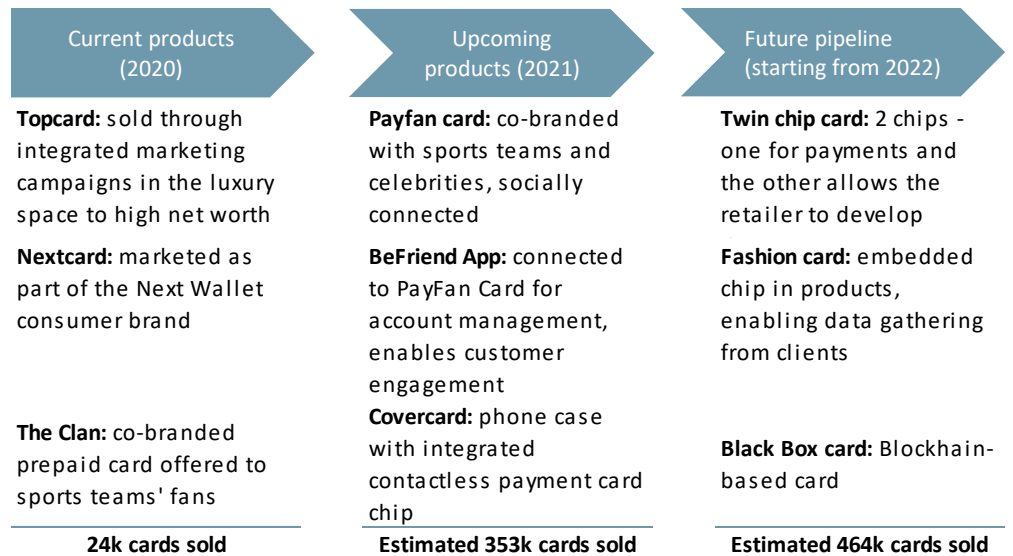 Current products
(2020)
Topcard: sold through
integrated marketing
campaigns in the luxury
space to high net worth
Nextcard: marketed as
part of the Next Wallet
consumer brand
The Clan: co-branded
prepaid card offered to
sports teams' fans
24k cards sold
Upcoming
products (2021)
Payfan card: co-branded
with sports teams and
celebrities, socially
connected
BeFriend App: connected
to PayFan Card for
account management,
enables customer
engagement
Covercard: phone case
with integrated
contactless payment card
chip
Estimated 353k cards sold
Future pipeline
(starting from 2022)
Twin chip card: 2 chips -
one for payments and
the other allows the
retailer to develop
Fashion card: embedded
chip in products,
enabling data gathering
from clients
Black Box card: Blockhain-
based card
Estimated 464k cards sold